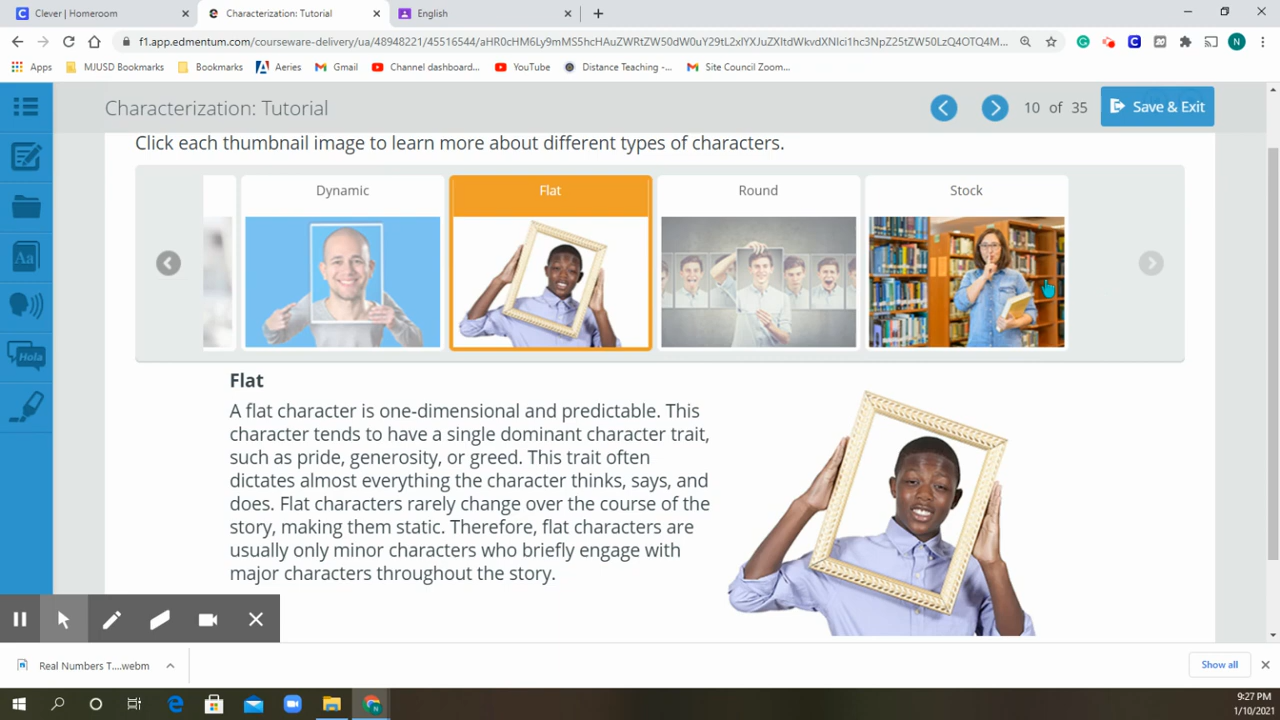 Clever | Homeroom
Characterization: Tutorial
English
f1.app.edmentum.com/courseware-delivery/ua/48948221/45516544/
Apps
MJUSD Bookmarks
Bookmarks
Aeries
Gmail
Channel dashboard...
YouTube
Distance Teaching -...
Site Council Zoom...
Characterization: Tutorial
10 of 35
Save & Exit
Click each thumbnail image to learn more about different types of characters.
Dynamic
Flat
Round
Stock
Aa
Hola
Flat
A flat character is one-dimensional and predictable. This
character tends to have a single dominant character trait,
such as pride, generosity, or greed. This trait often
dictates almost everything the character thinks, says, and
does. Flat characters rarely change over the course of the
story, making them static. Therefore, flat characters are
usually only minor characters who briefly engage with
major characters throughout the story.
Real Numbers T....webm
Show all
9:27 PM
1/10/2021